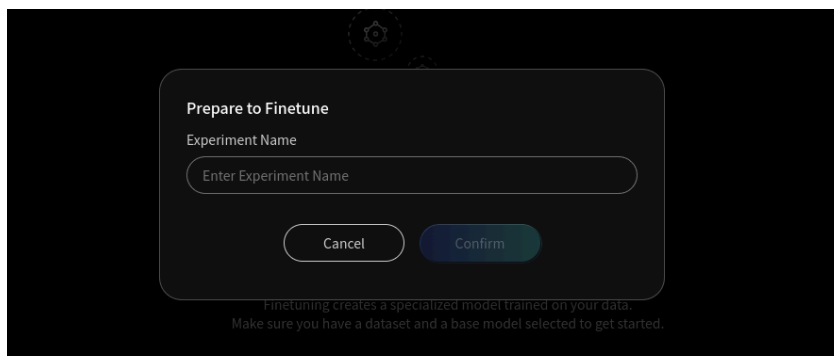 Prepare to Finetune
Experiment Name
Enter Experiment Name
Cancel
Confirm
Finetuning creates a specialized model trained on your data.
Make sure you have a dataset and a base model selected to get started.